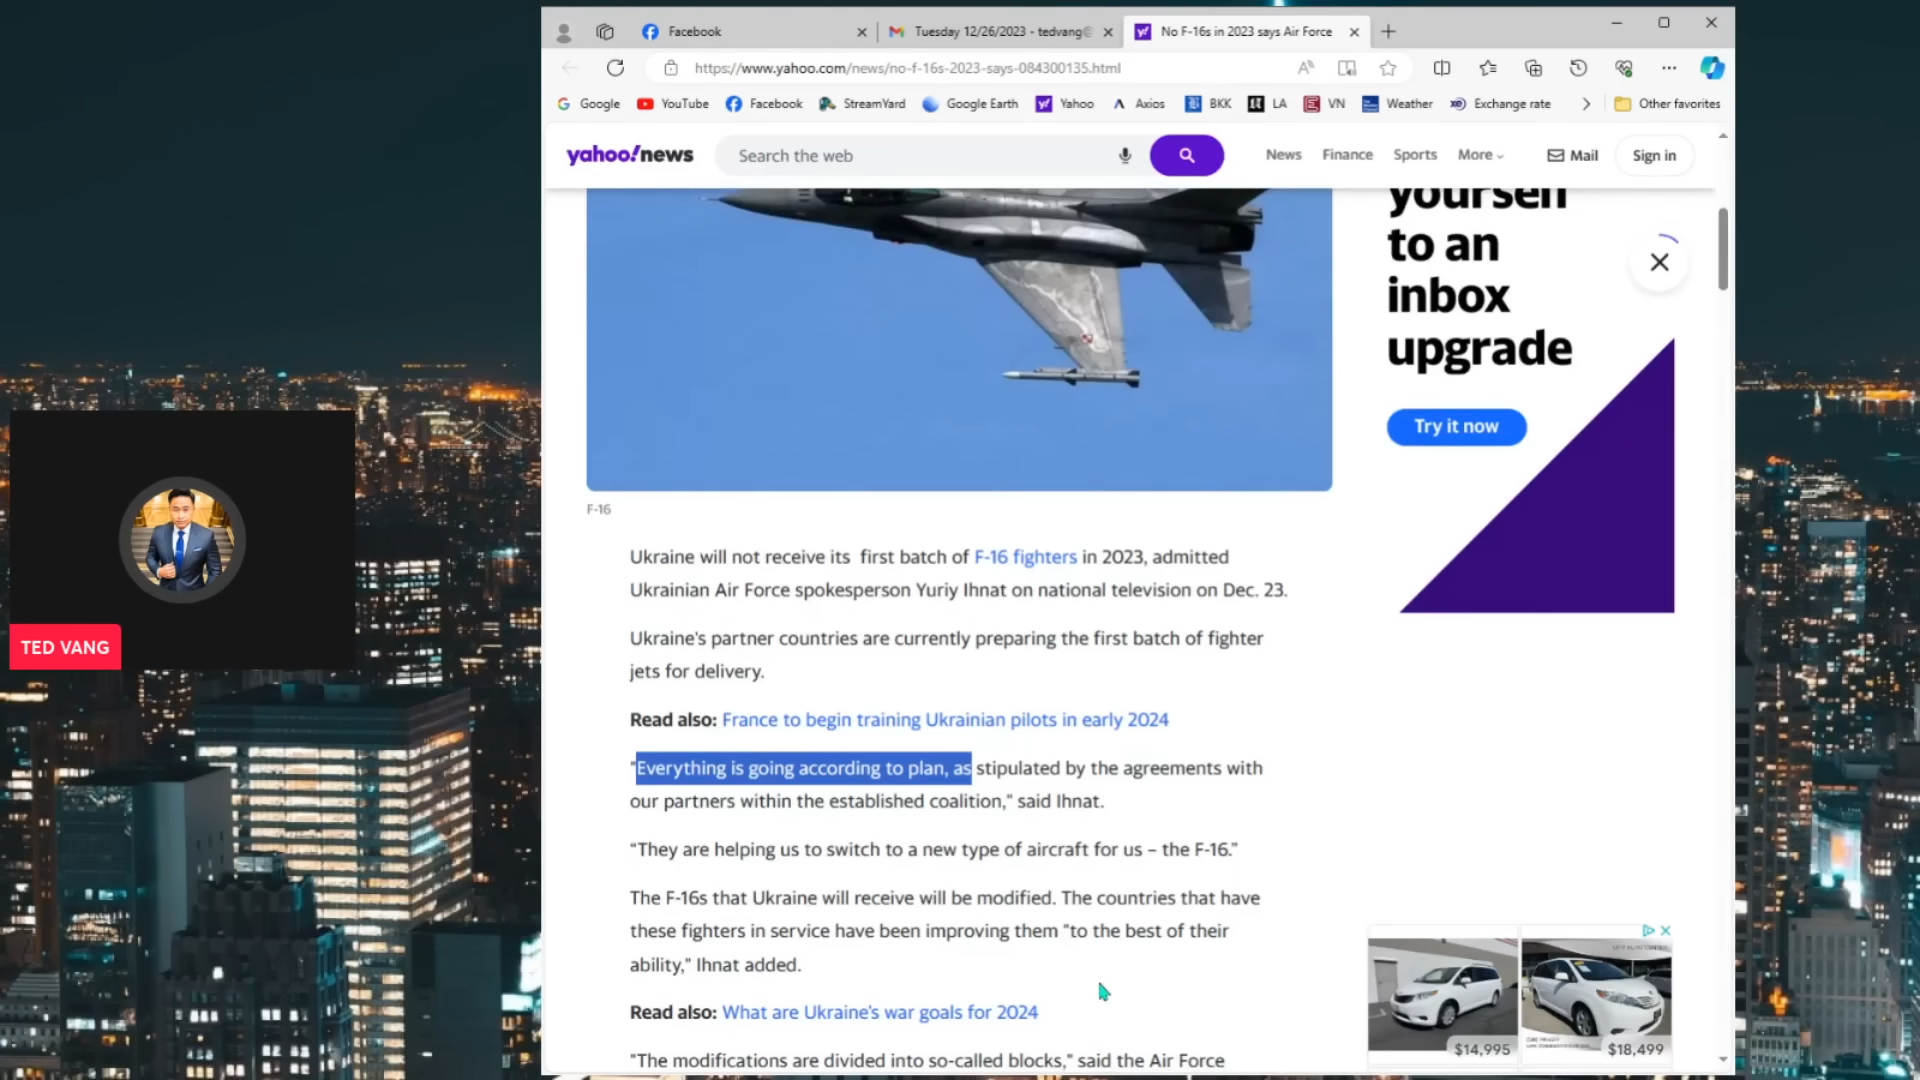 Facebook
Tuesday 12/26/2023 - tedvang@
No F-16s in 2023 says Air Force
https://www.yahoo.com/news/no-f-16s-2023-says-084300135.html
Google
YouTube
Facebook
StreamYard
Google Earth
Yahoo
Axios
BKK
LA
VN
Weather
Exchange rate
Other favorites
yahoo!news
Search the web
News
Finance
Sports
More
Mail
Sign in
yourself
to an
inbox
upgrade
Try it now
F-16
Ukraine will not receive its first batch of F-16 fighters in 2023, admitted
Ukrainian Air Force spokesperson Yuriy Ihnat on national television on Dec. 23.
Ukraine's partner countries are currently preparing the first batch of fighter
jets for delivery.
Read also: France to begin training Ukrainian pilots in early 2024
"Everything is going according to plan, as stipulated by the agreements with
our partners within the established coalition," said Ihnat.
“They are helping us to switch to a new type of aircraft for us – the F-16.”
The F-16s that Ukraine will receive will be modified. The countries that have
these fighters in service have been improving them "to the best of their
ability," Ihnat added.
Read also: What are Ukraine's war goals for 2024
"The modifications are divided into so-called blocks," said the Air Force
$14,995
$18,499
TED VANG